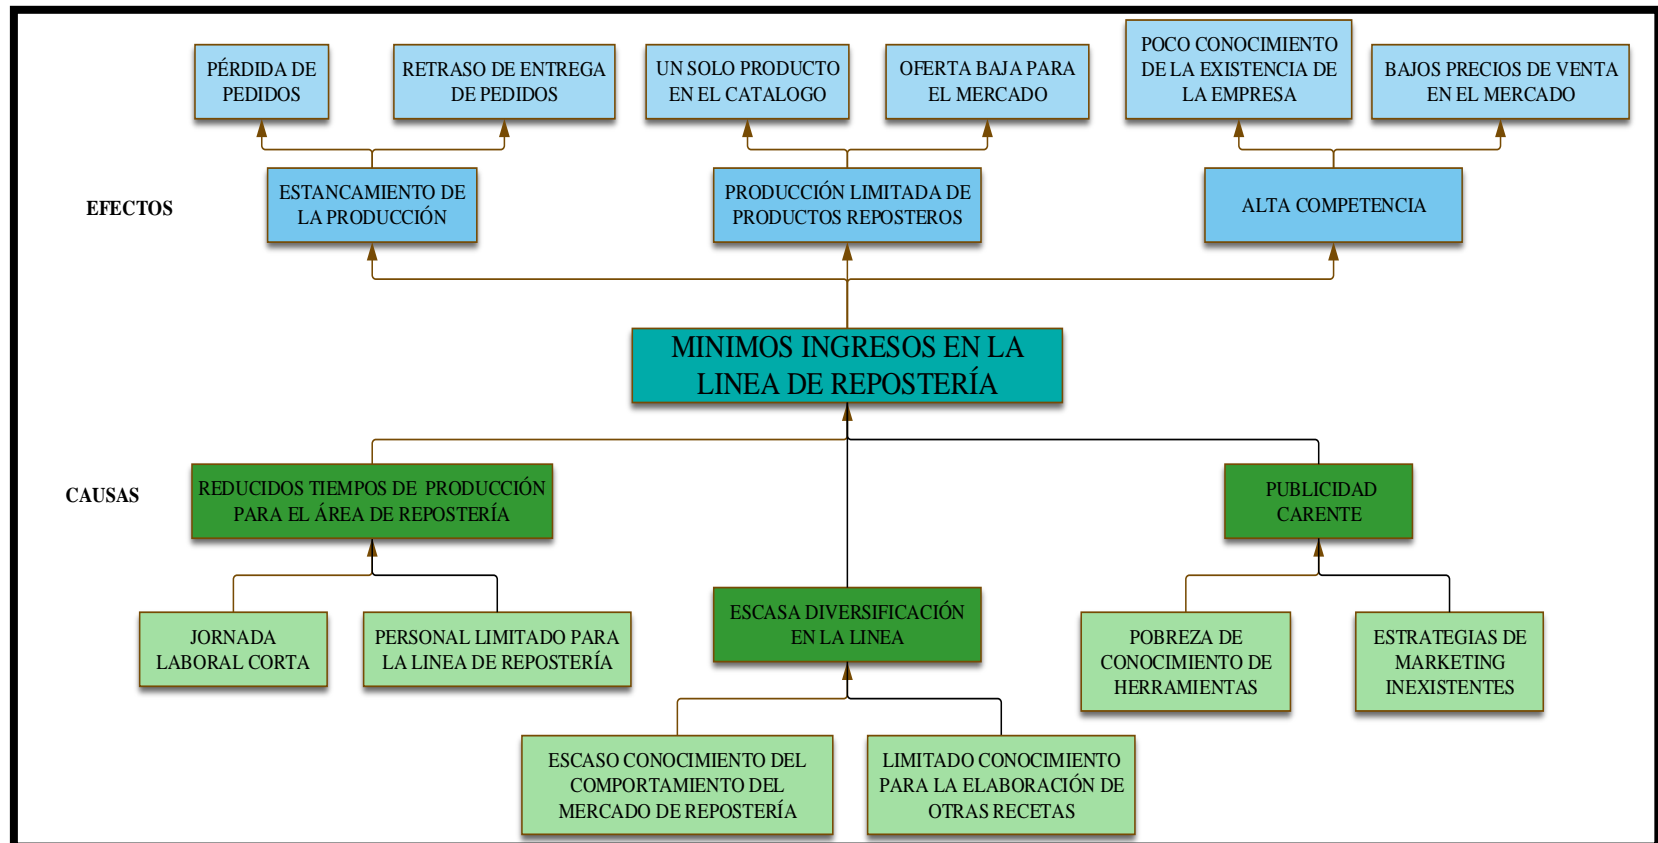 PÉRDIDA DE
PEDIDOS
RETRASO DE ENTREGA
DE PEDIDOS
UN SOLO PRODUCTO
EN EL CATALOGO
OFERTA BAJA PARA
EL MERCADO
POCO CONOCIMIENTO
DE LA EXISTENCIA DE
LA EMPRESA
BAJOS PRECIOS DE VENTA
EN EL MERCADO
EFECTOS
ESTANCAMIENTO DE
LA PRODUCCIÓN
PRODUCCIÓN LIMITADA DE
PRODUCTOS REPOSTEROS
ALTA COMPETENCIA
MINIMOS INGRESOS EN LA
LINEA DE REPOSTERÍA
CAUSAS
REDUCIDOS TIEMPOS DE PRODUCCIÓN
PARA EL ÁREA DE REPOSTERÍA
PUBLICIDAD
CARENTE
JORNADA
LABORAL CORTA
PERSONAL LIMITADO PARA
LA LINEA DE REPOSTERÍA
ESCASA DIVERSIFICACIÓN
EN LA LINEA
POBREZA DE
CONOCIMIENTO DE
HERRAMIENTAS
ESTRATEGIAS DE
MARKETING
INEXISTENTES
ESCASO CONOCIMIENTO DEL
COMPORTAMIENTO DEL
MERCADO DE REPOSTERÍA
LIMITADO CONOCIMIENTO
PARA LA ELABORACIÓN DE
OTRAS RECETAS